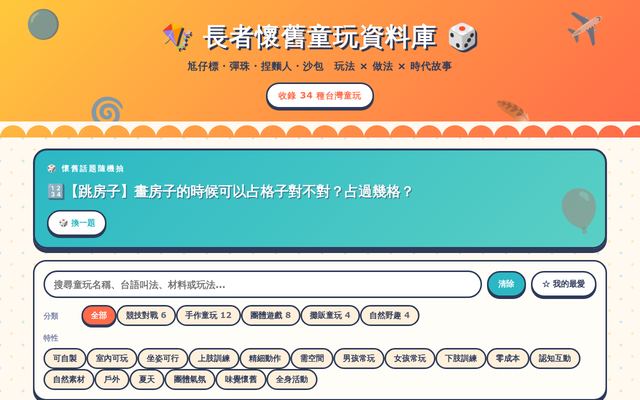 長者懷舊童玩資料庫
尪仔標・彈珠・捏麵人・沙包 玩法 × 做法 × 時代故事
收錄 34 種台灣童玩
懷舊話題隨機抽
【跳房子】畫房子的時候可以占格子對不對？占過幾格？
換一題
搜尋童玩名稱、台語叫法、材料或玩法... 清除 ☆ 我的最愛
分類 全部 競技對戰 6 手作童玩 12 團體遊戲 8 攤販童玩 4 自然野趣 4
特性
可自製 室內可玩 坐姿可行 上肢訓練 精細動作 需空間 男孩常玩 女孩常玩 下肢訓練 零成本 認知互動
自然素材 戶外 夏天 團體氣氛 味覺懷舊 全身活動